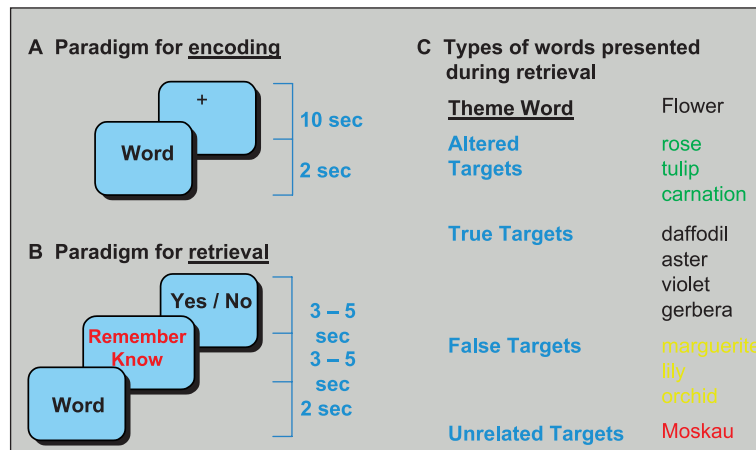 A Paradigm for encoding
+
10 sec
Word
2 sec
B Paradigm for retrieval
Yes / No
3 – 5
sec
Remember
Know
3 – 5
sec
Word
2 sec
C Types of words presented
during retrieval
Theme Word Flower
Altered rose
Targets tulip
carnation
True Targets daffodil
aster
violet
gerbera
False Targets marguerite
lily
orchid
Unrelated Targets Moskau